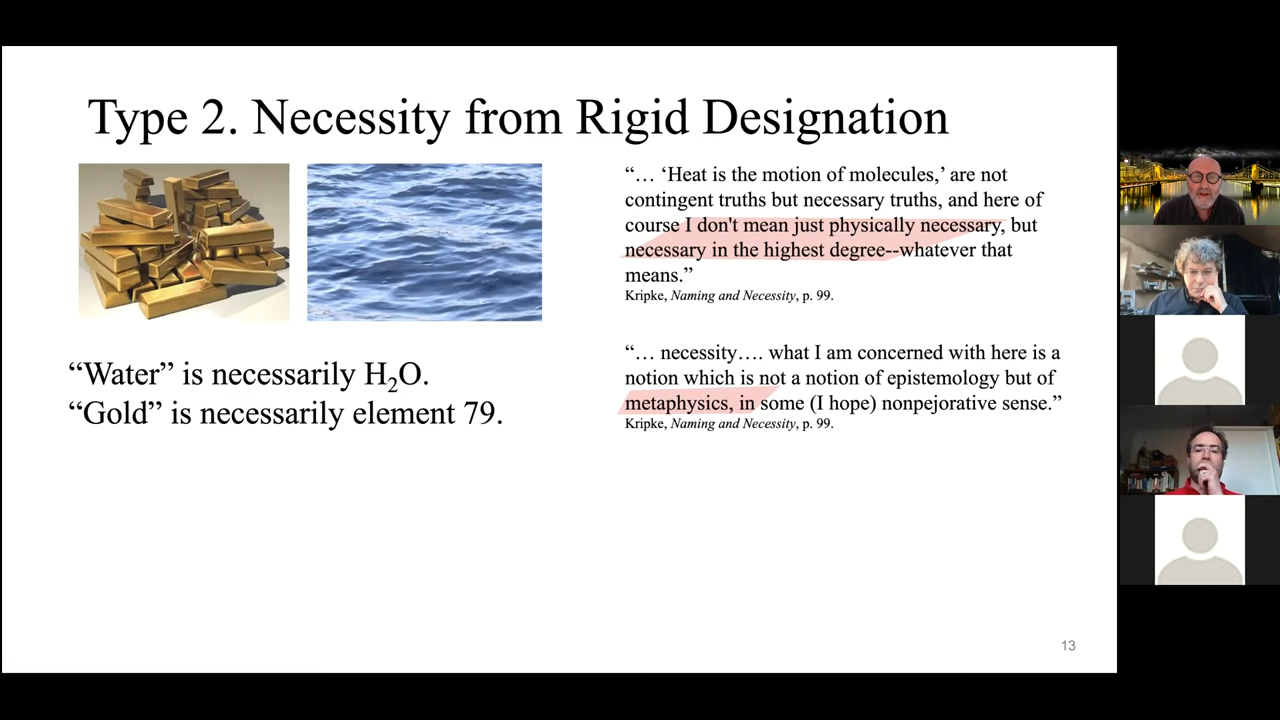 Type 2. Necessity from Rigid Designation
“Water” is necessarily H₂O.
“Gold” is necessarily element 79.
“… ‘Heat is the motion of molecules,’ are not
contingent truths but necessary truths, and here of
course I don't mean just physically necessary, but
necessary in the highest degree--whatever that
means.”
Kripke, Naming and Necessity, p. 99.
“… necessity…. what I am concerned with here is a
notion which is not a notion of epistemology but of
metaphysics, in some (I hope) nonpejorative sense.”
Kripke, Naming and Necessity, p. 99.
13